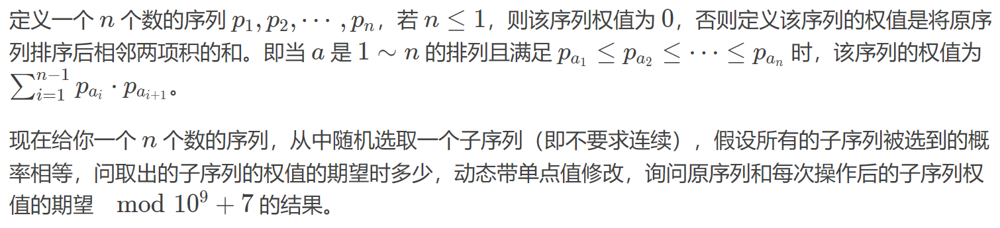 定义一个 $n$ 个数的序列 $p_1, p_2, \cdots, p_n$，若 $n \leq 1$，则该序列权值为 $0$，否则定义该序列的权值是将原序
列排序后相邻两项积的和。即当 $a$ 是 $1 \sim n$ 的排列且满足 $p_{a_1} \leq p_{a_2} \leq \cdots \leq p_{a_n}$ 时，该序列的权值为
$\sum_{i=1}^{n-1} p_{a_i} \cdot p_{a_{i+1}}$。
现在给你一个 $n$ 个数的序列，从中随机选取一个子序列（即不要求连续），假设所有的子序列被选到的概
率相等，问取出的子序列的权值的期望时多少，动态带单点值修改，询问原序列和每次操作后的子序列权
值的期望 $\mod 10^9 + 7$ 的结果。